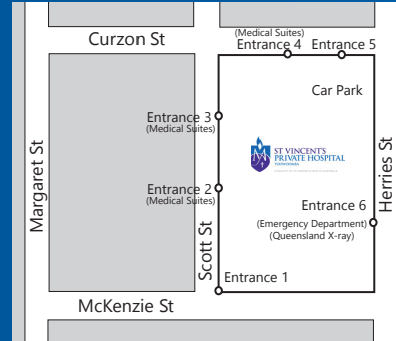 Curzon St
(Medical Suites)
Entrance 4 Entrance 5
Car Park
Entrance 3
(Medical Suites)
Margaret St
ST VINCENT'S
PRIVATE HOSPITAL
TOOWOOMBA
Herries St
Entrance 2
(Medical Suites)
Entrance 6
(Emergency Department)
(Queensland X-ray)
Scott St
Entrance 1
McKenzie St